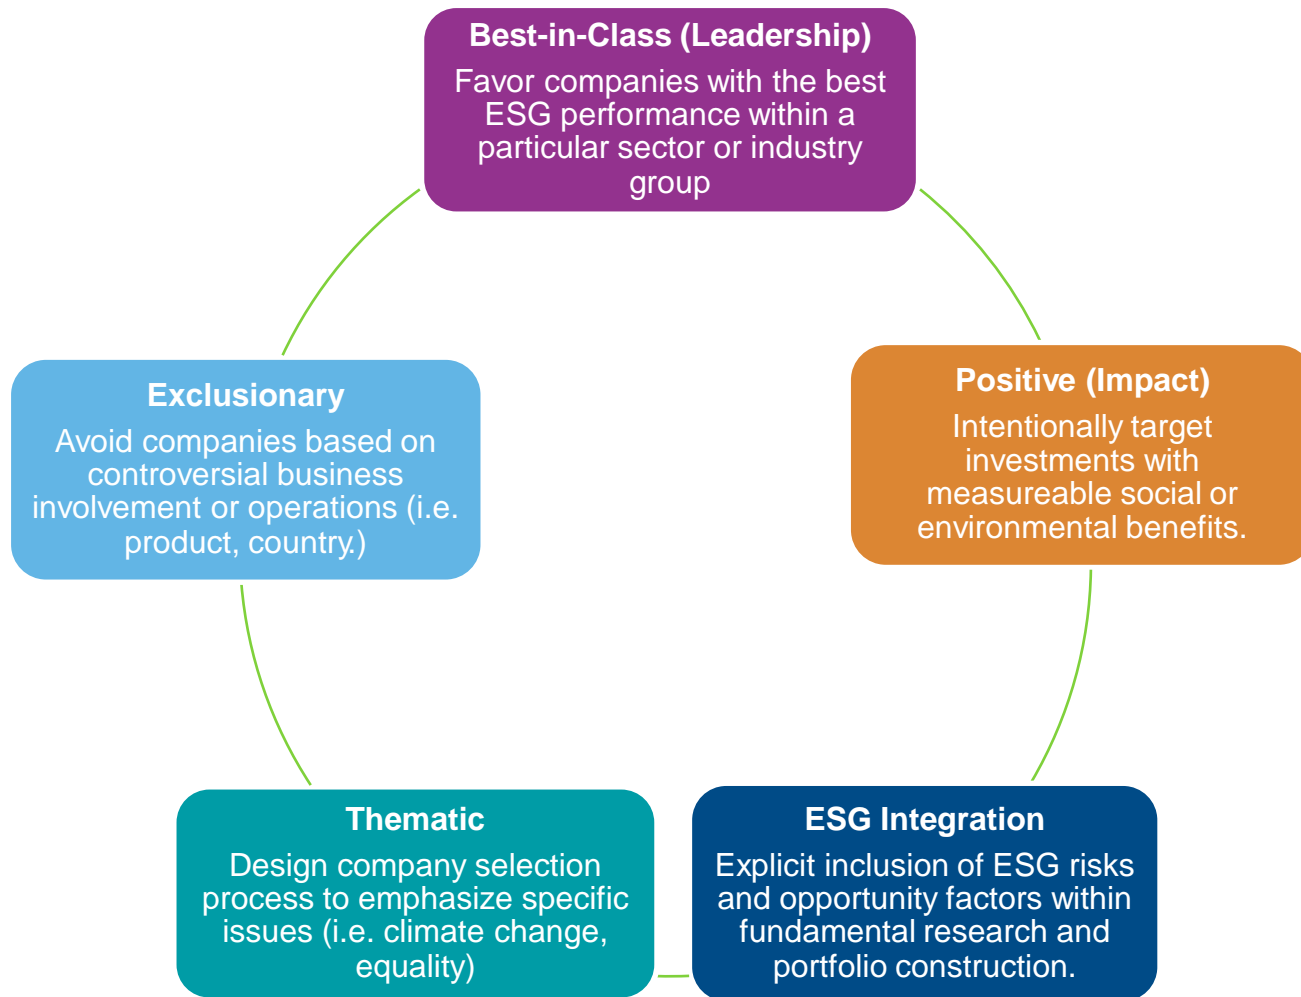 Best-in-Class (Leadership)
Favor companies with the best
ESG performance within a
particular sector or industry
group
Positive (Impact)
Intentionally target
investments with
measureable social or
environmental benefits.
ESG Integration
Explicit inclusion of ESG risks
and opportunity factors within
fundamental research and
portfolio construction.
Thematic
Design company selection
process to emphasize specific
issues (i.e. climate change,
equality)
Exclusionary
Avoid companies based on
controversial business
involvement or operations (i.e.
product, country.)